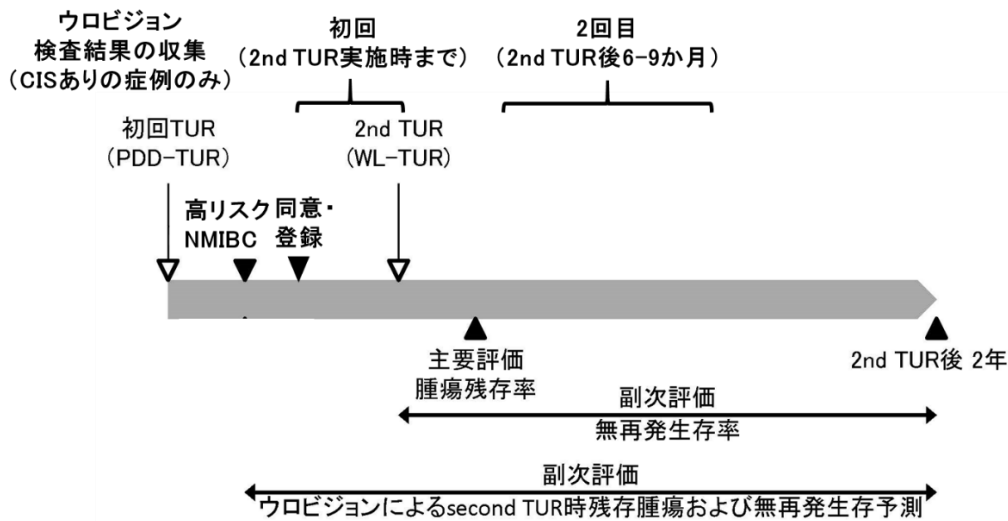 ウロビジョン
検査結果の収集
（CISありの症例のみ）
初回
（2nd TUR実施時まで）
2回目
（2nd TUR後6-9か月）
初回TUR
（PDD-TUR）
2nd TUR
（WL-TUR）
高リスク
NMIBC
同意・
登録
主要評価
腫瘍残存率
2nd TUR後 2年
副次評価
無再発生存率
副次評価
ウロビジョンによるsecond TUR時残存腫瘍および無再発生存予測